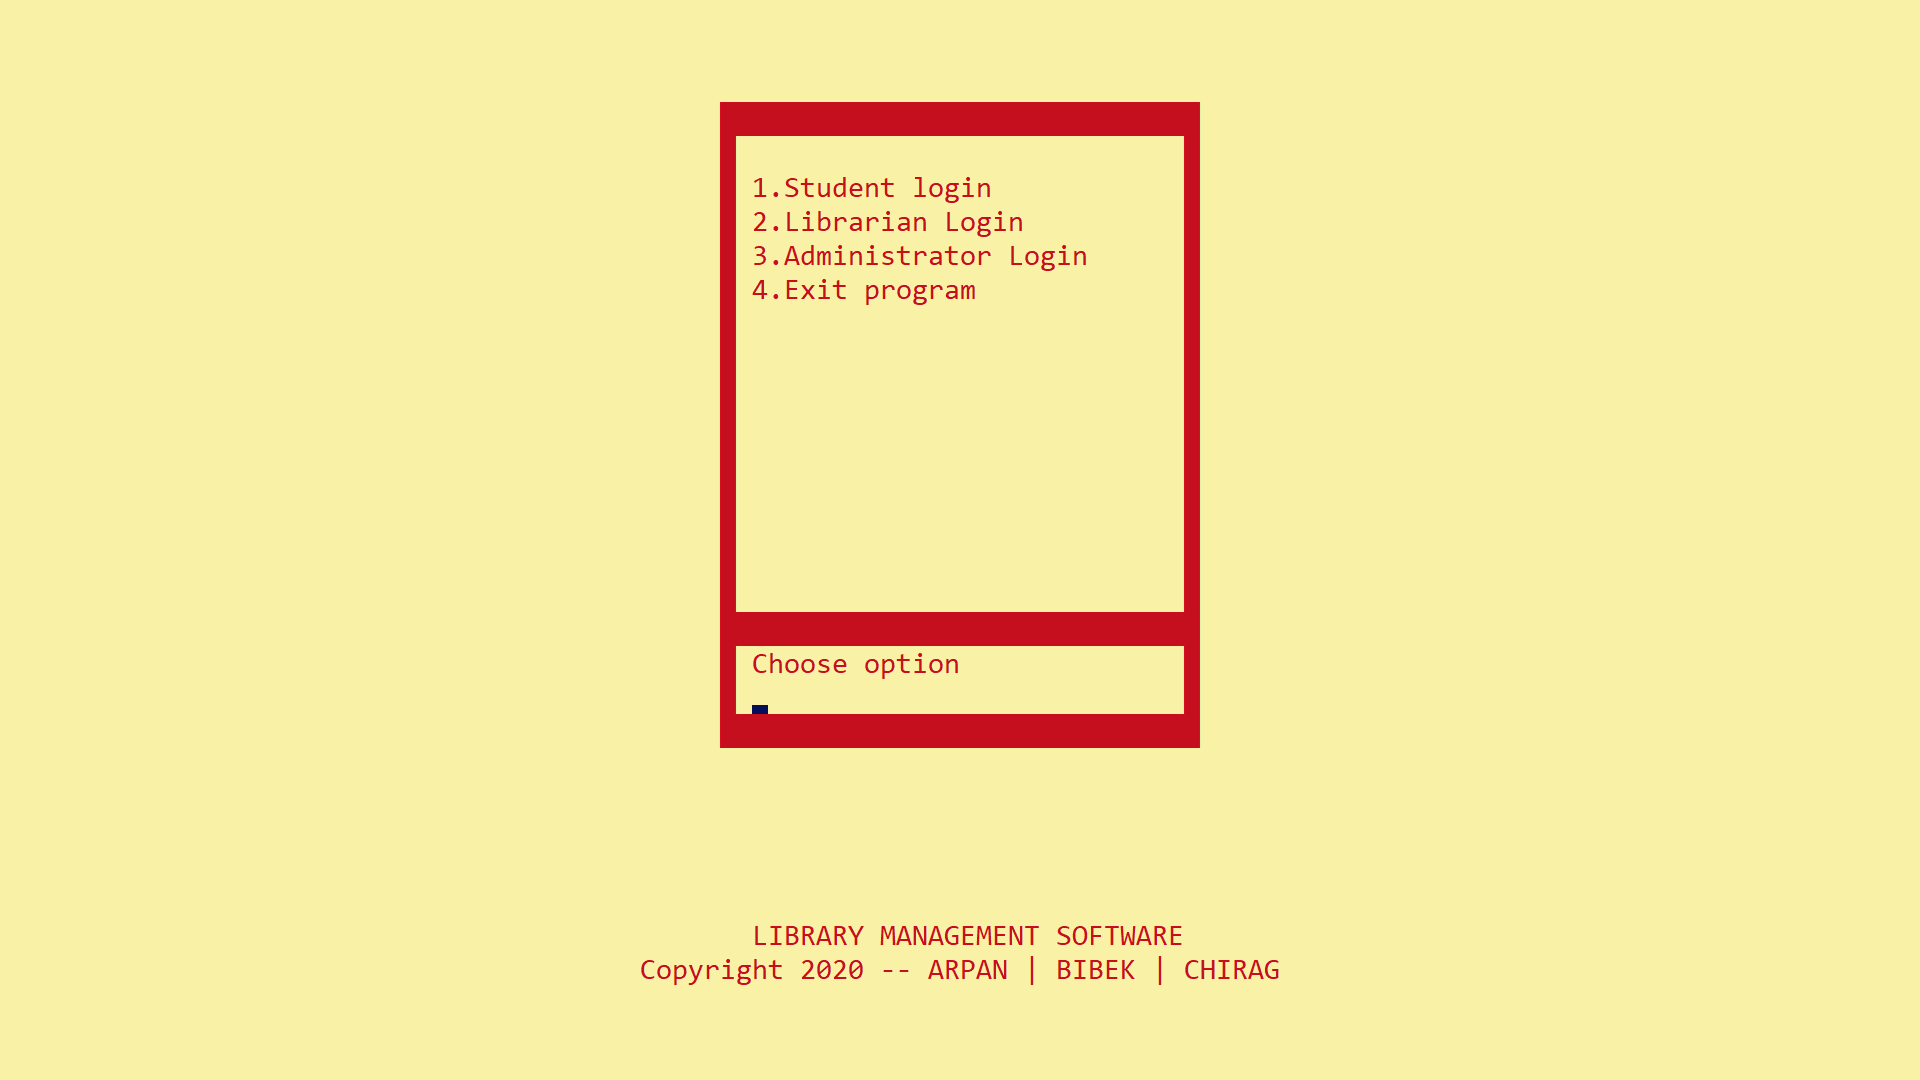 1.Student login
2.Librarian Login
3.Administrator Login
4.Exit program
Choose option
LIBRARY MANAGEMENT SOFTWARE
Copyright 2020 -- ARPAN | BIBEK | CHIRAG